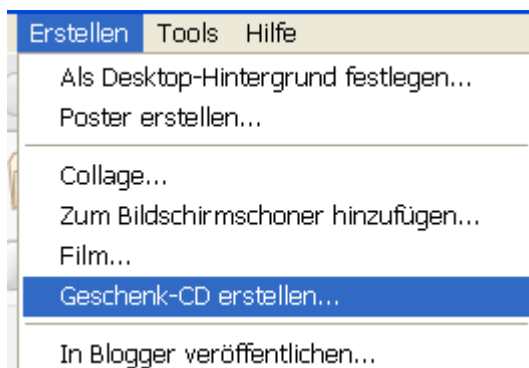 Erstellen Tools Hilfe
Als Desktop-Hintergrund festlegen...
Poster erstellen...
Collage...
Zum Bildschirmschoner hinzufügen...
Film...
Geschenk-CD erstellen...
In Blogger veröffentlichen...